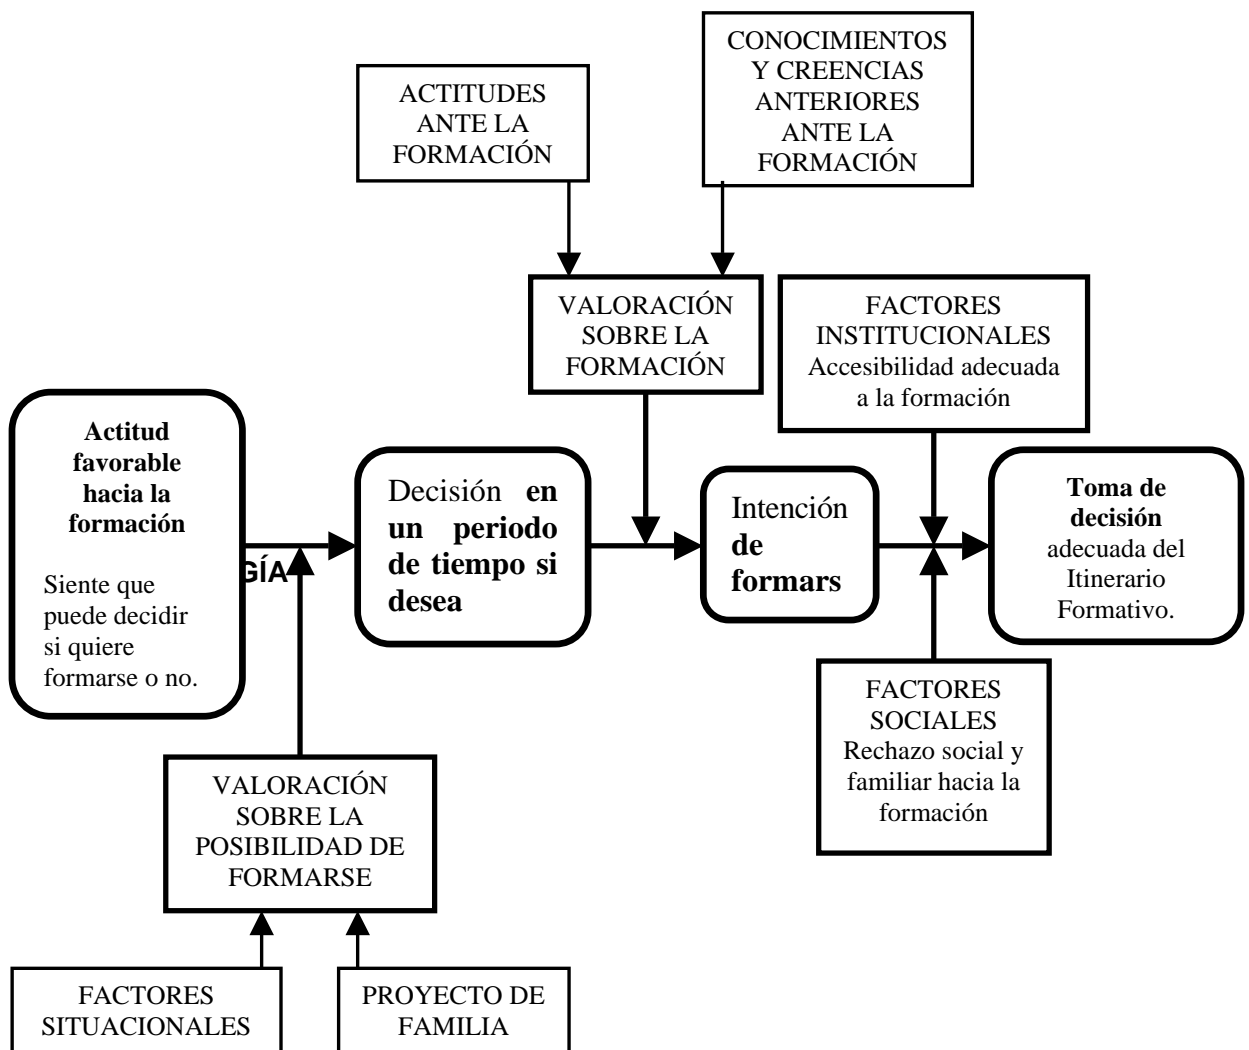 CONOCIMIENTOS
Y CREENCIAS
ANTERIORES
ANTE LA
FORMACIÓN
ACTITUDES
ANTE LA
FORMACIÓN
VALORACIÓN
SOBRE LA
FORMACIÓN
FACTORES
INSTITUCIONALES
Accesibilidad adecuada
a la formación
Actitud
favorable
hacia la
formación
Siente que
puede decidir
si quiere
formarse o no.
GÍA
Decisión en
un periodo
de tiempo si
desea
Intención
de
formars
Toma de
decisión
adecuada del
Itinerario
Formativo.
FACTORES
SOCIALES
Rechazo social y
familiar hacia la
formación
VALORACIÓN
SOBRE LA
POSIBILIDAD DE
FORMARSE
FACTORES
SITUACIONALES
PROYECTO DE
FAMILIA